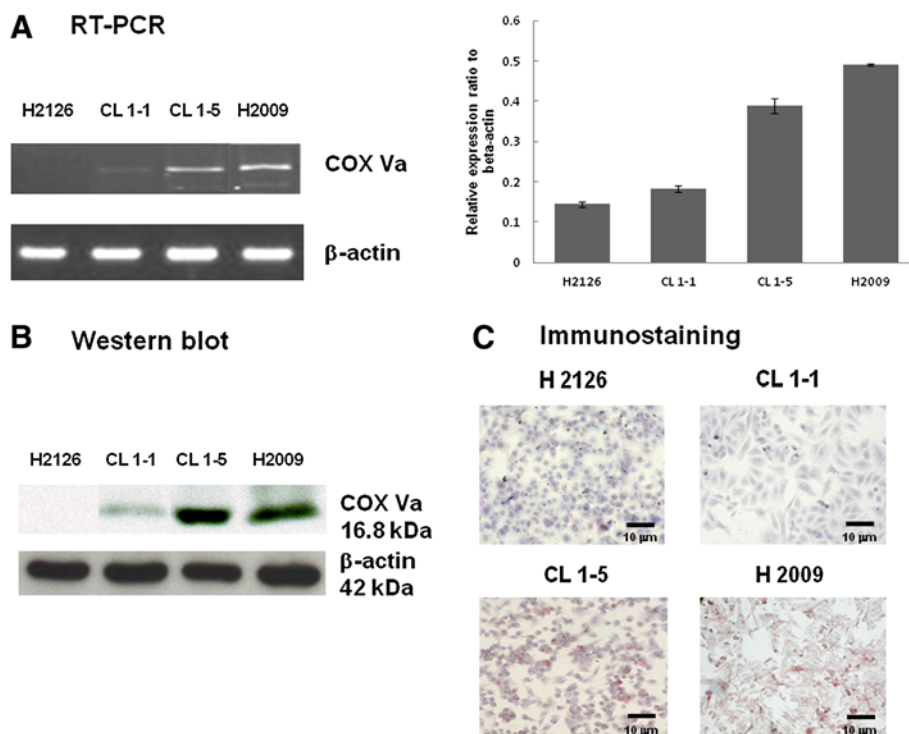 A RT-PCR
H2126 CL 1-1 CL 1-5 H2009
COX Va
β-actin
Relative expression ratio to
beta-actin
0.6
0.5
0.4
0.3
0.2
0.1
0
H2126 CL 1-1 CL 1-5 H2009
B Western blot
H2126 CL 1-1 CL 1-5 H2009
COX Va
16.8 kDa
β-actin
42 kDa
C Immunostaining
H 2126 CL 1-1
10 μm 10 μm
CL 1-5 H 2009
10 μm 10 μm